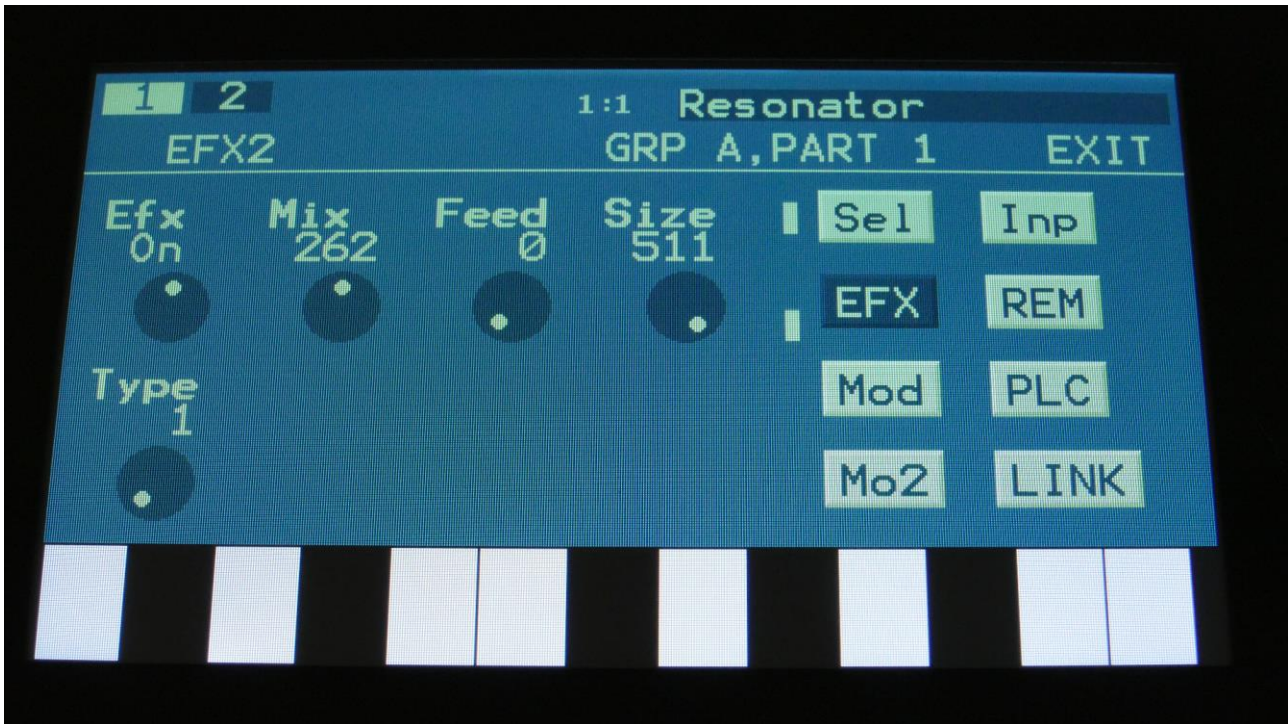 1 2 1:1 Resonator
EFX2 GRP A,PART 1 EXIT
Efx Mix Feed Size Sel Inp
On 262 0 511
EFX REM
Type Mod PLC
1
Mo2 LINK